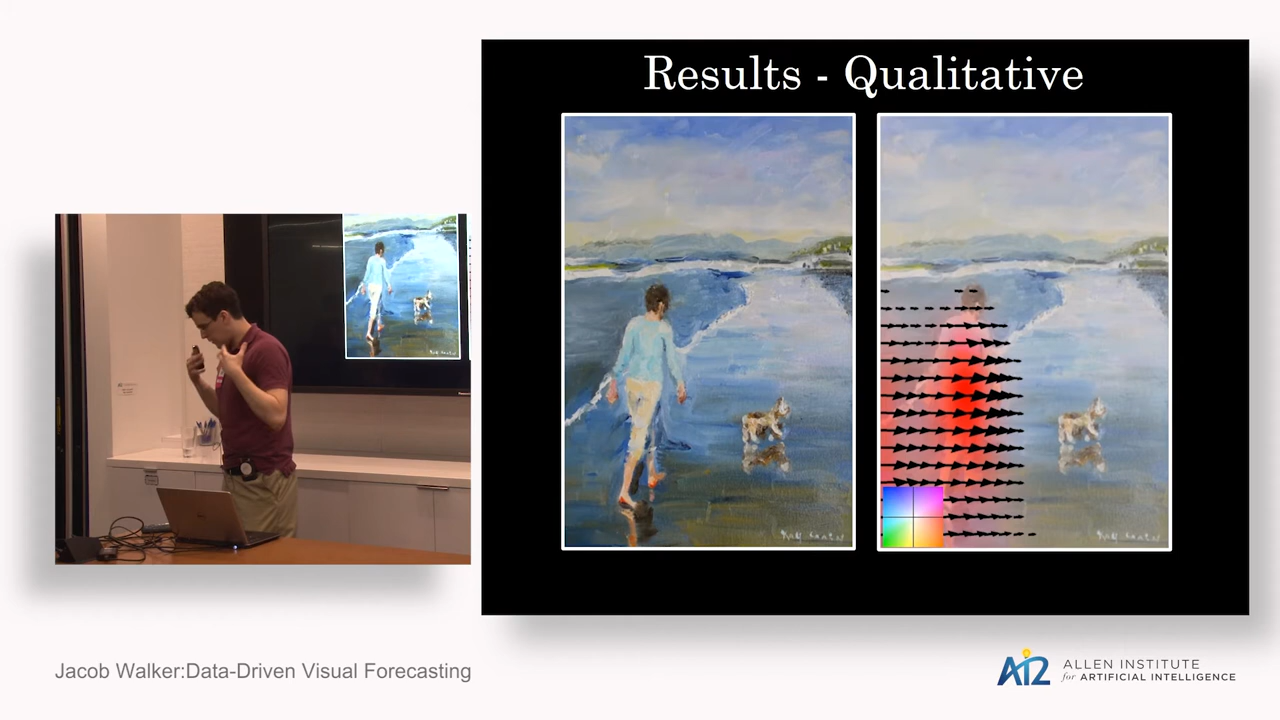 Results - Qualitative
Jacob Walker:Data-Driven Visual Forecasting
AI2
ALLEN INSTITUTE
for ARTIFICIAL INTELLIGENCE